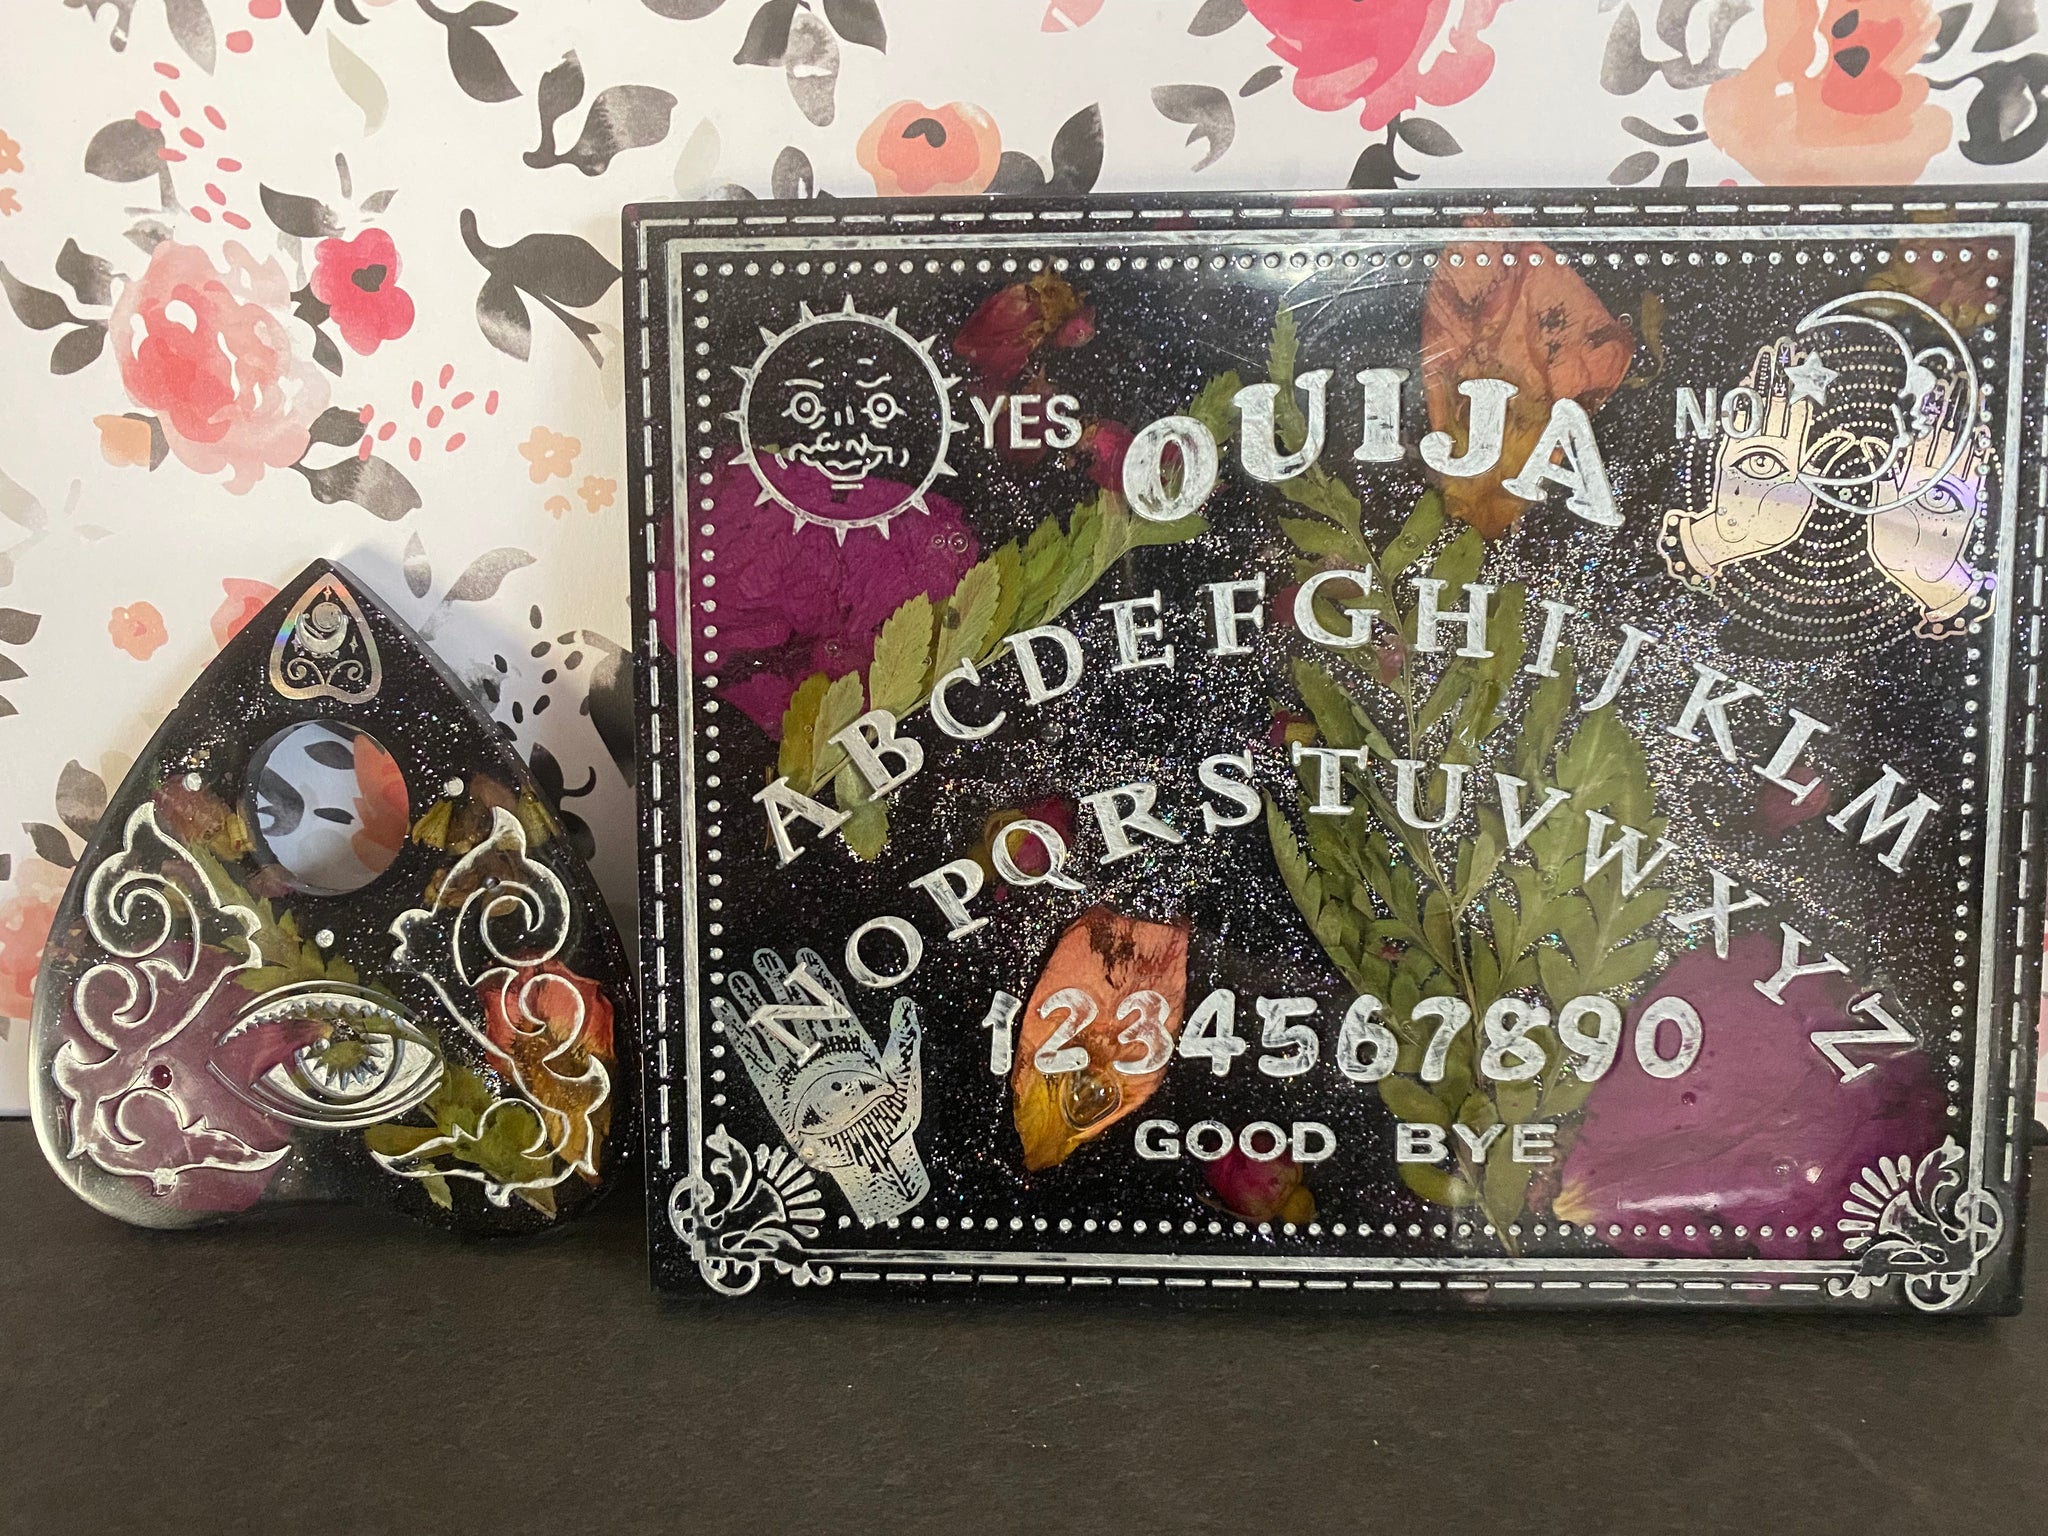 YES OUIJA NO
ABCDEFGHIJKLM
NOPQRSTUVWXYZ
1234567890
GOOD BYE